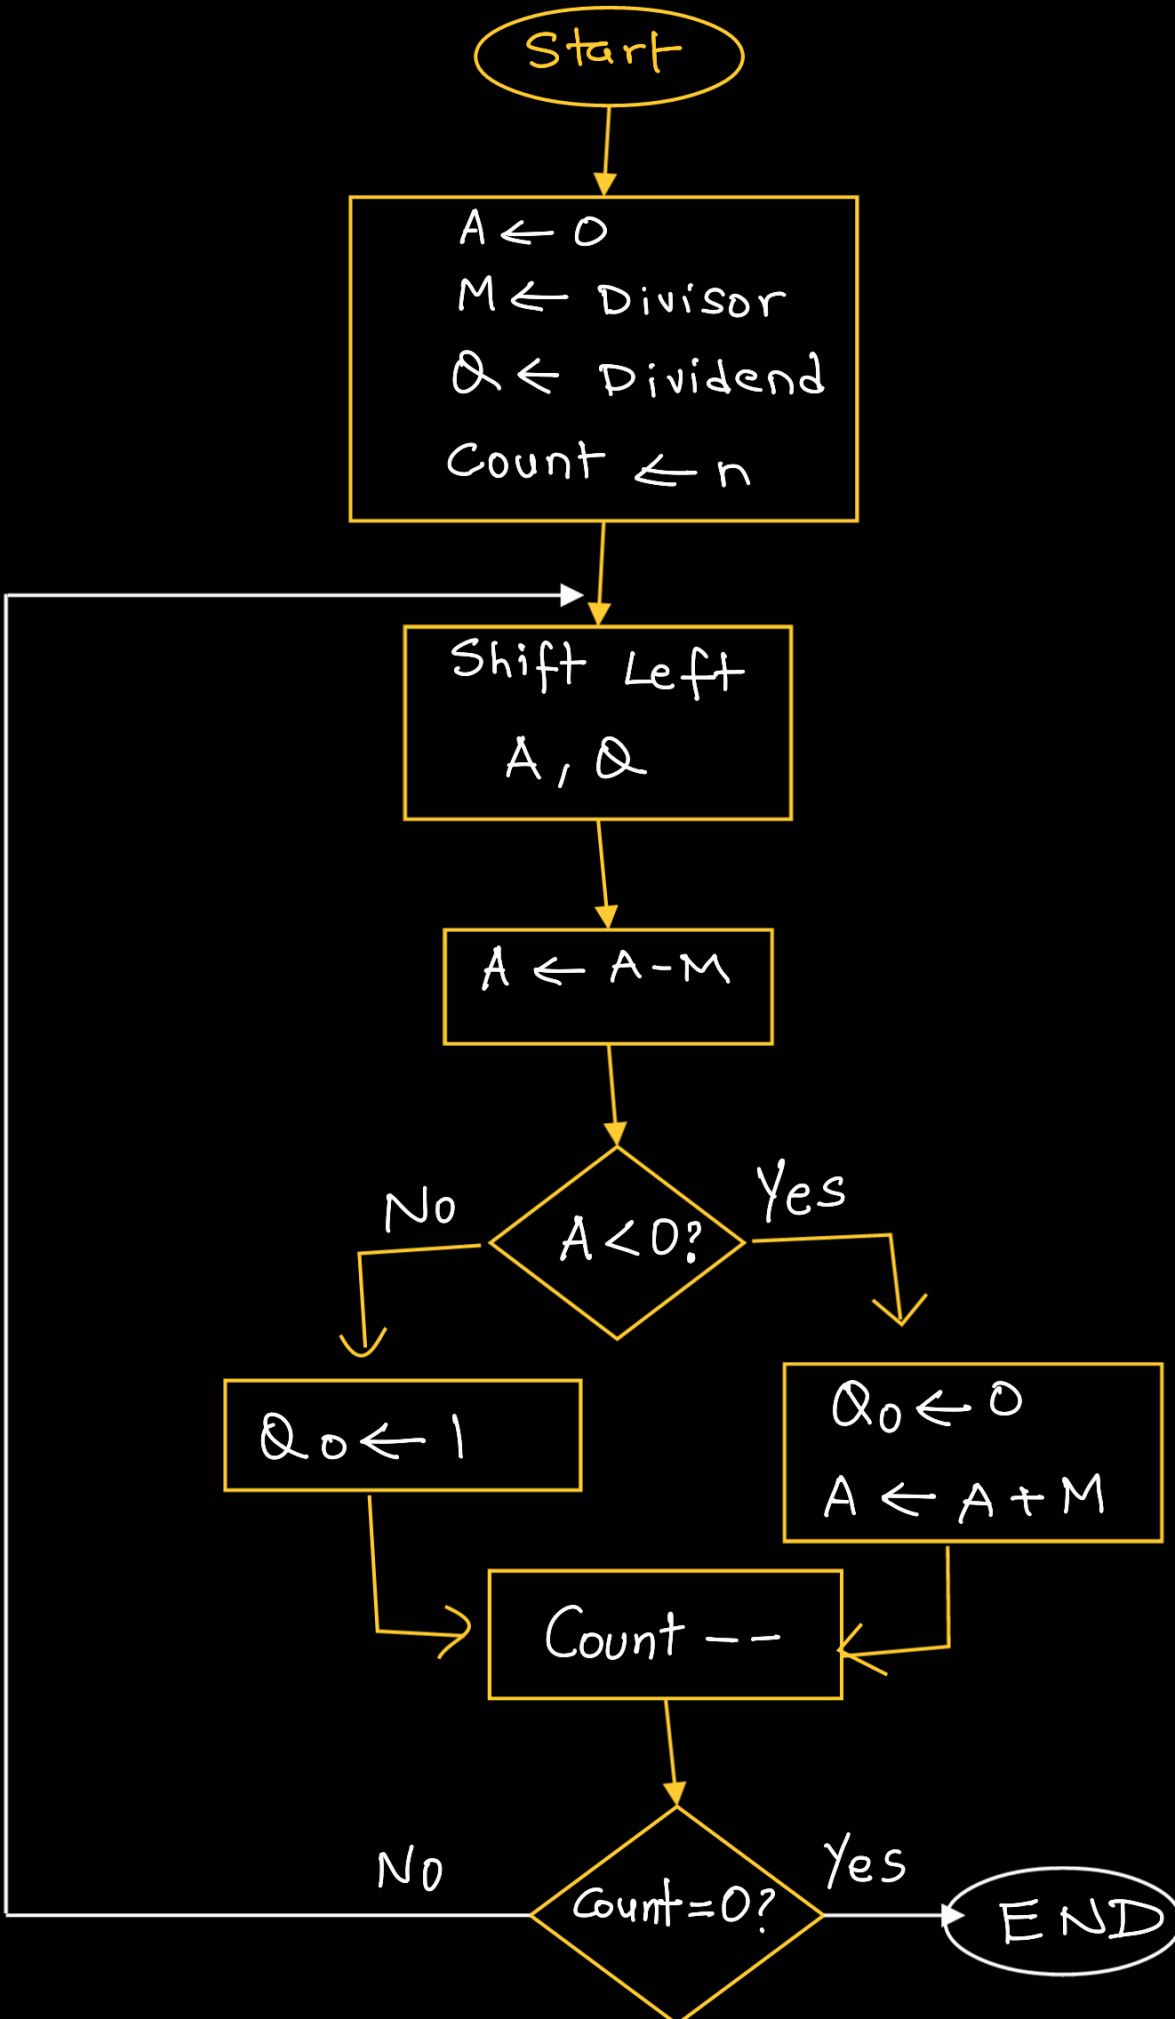 Start
A ← 0
M ← Divisor
Q ← Dividend
Count ← n
Shift Left
A, Q
A ← A-M
A<0?
No
Yes
Q0 ← 1
Q0 ← 0
A ← A+M
Count --
Count=0?
No
Yes
END